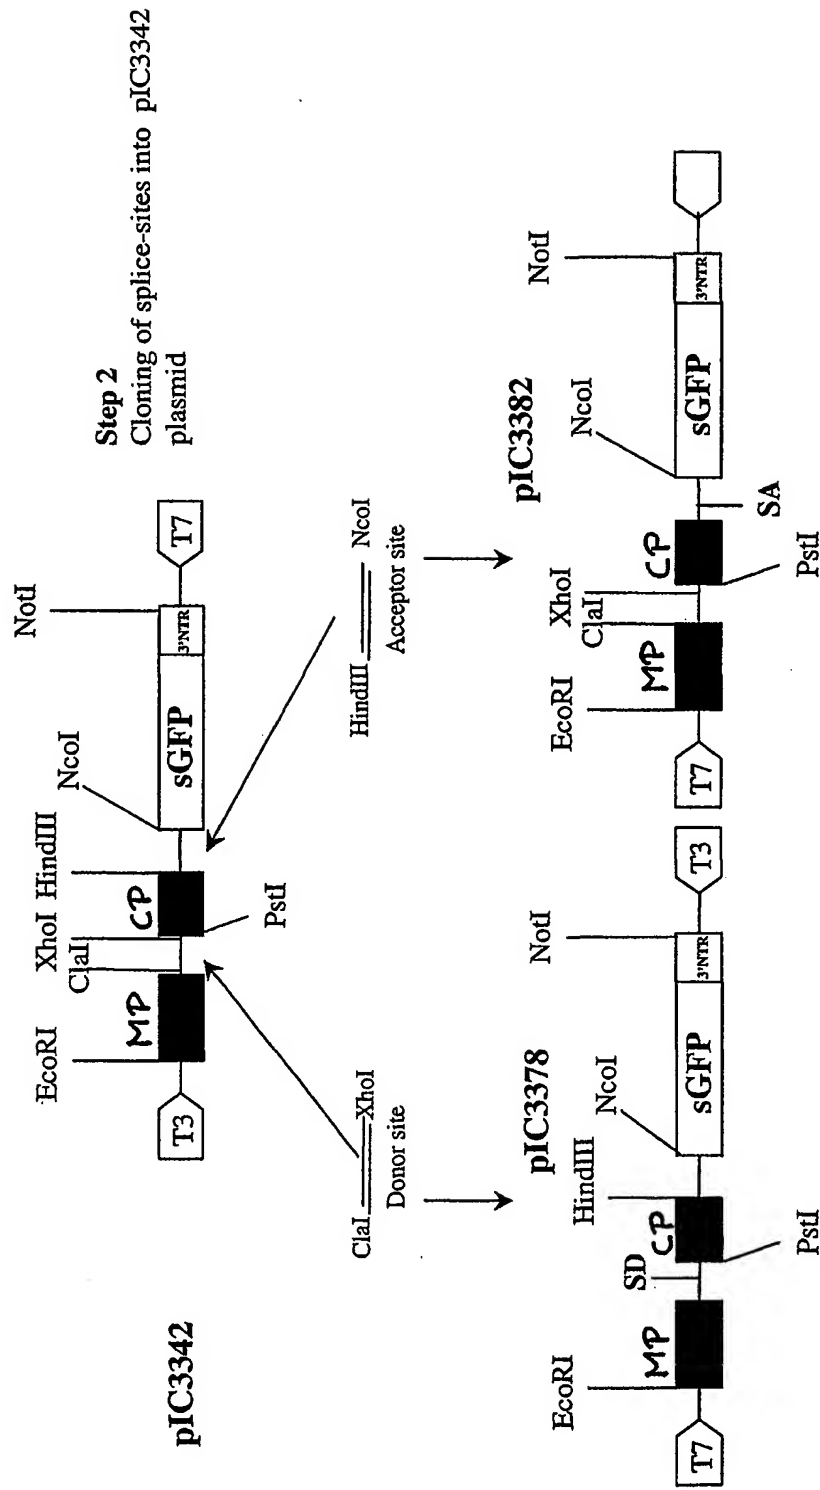 Step 2
Cloning of splice-sites into pIC3342
plasmid
pIC3342
EcoRI
ClaI
XhoI
HindIII
NcoI
NotI
T3
MP
CP
sGFP
3'NTR
T7
PstI
ClaI
XhoI
Donor site
HindIII
NcoI
Acceptor site
pIC3378
EcoRI
SD
HindIII
NcoI
NotI
T7
MP
CP
sGFP
3'NTR
T3
PstI
pIC3382
EcoRI
ClaI
XhoI
NcoI
NotI
T7
MP
CP
sGFP
3'NTR
SA
PstI